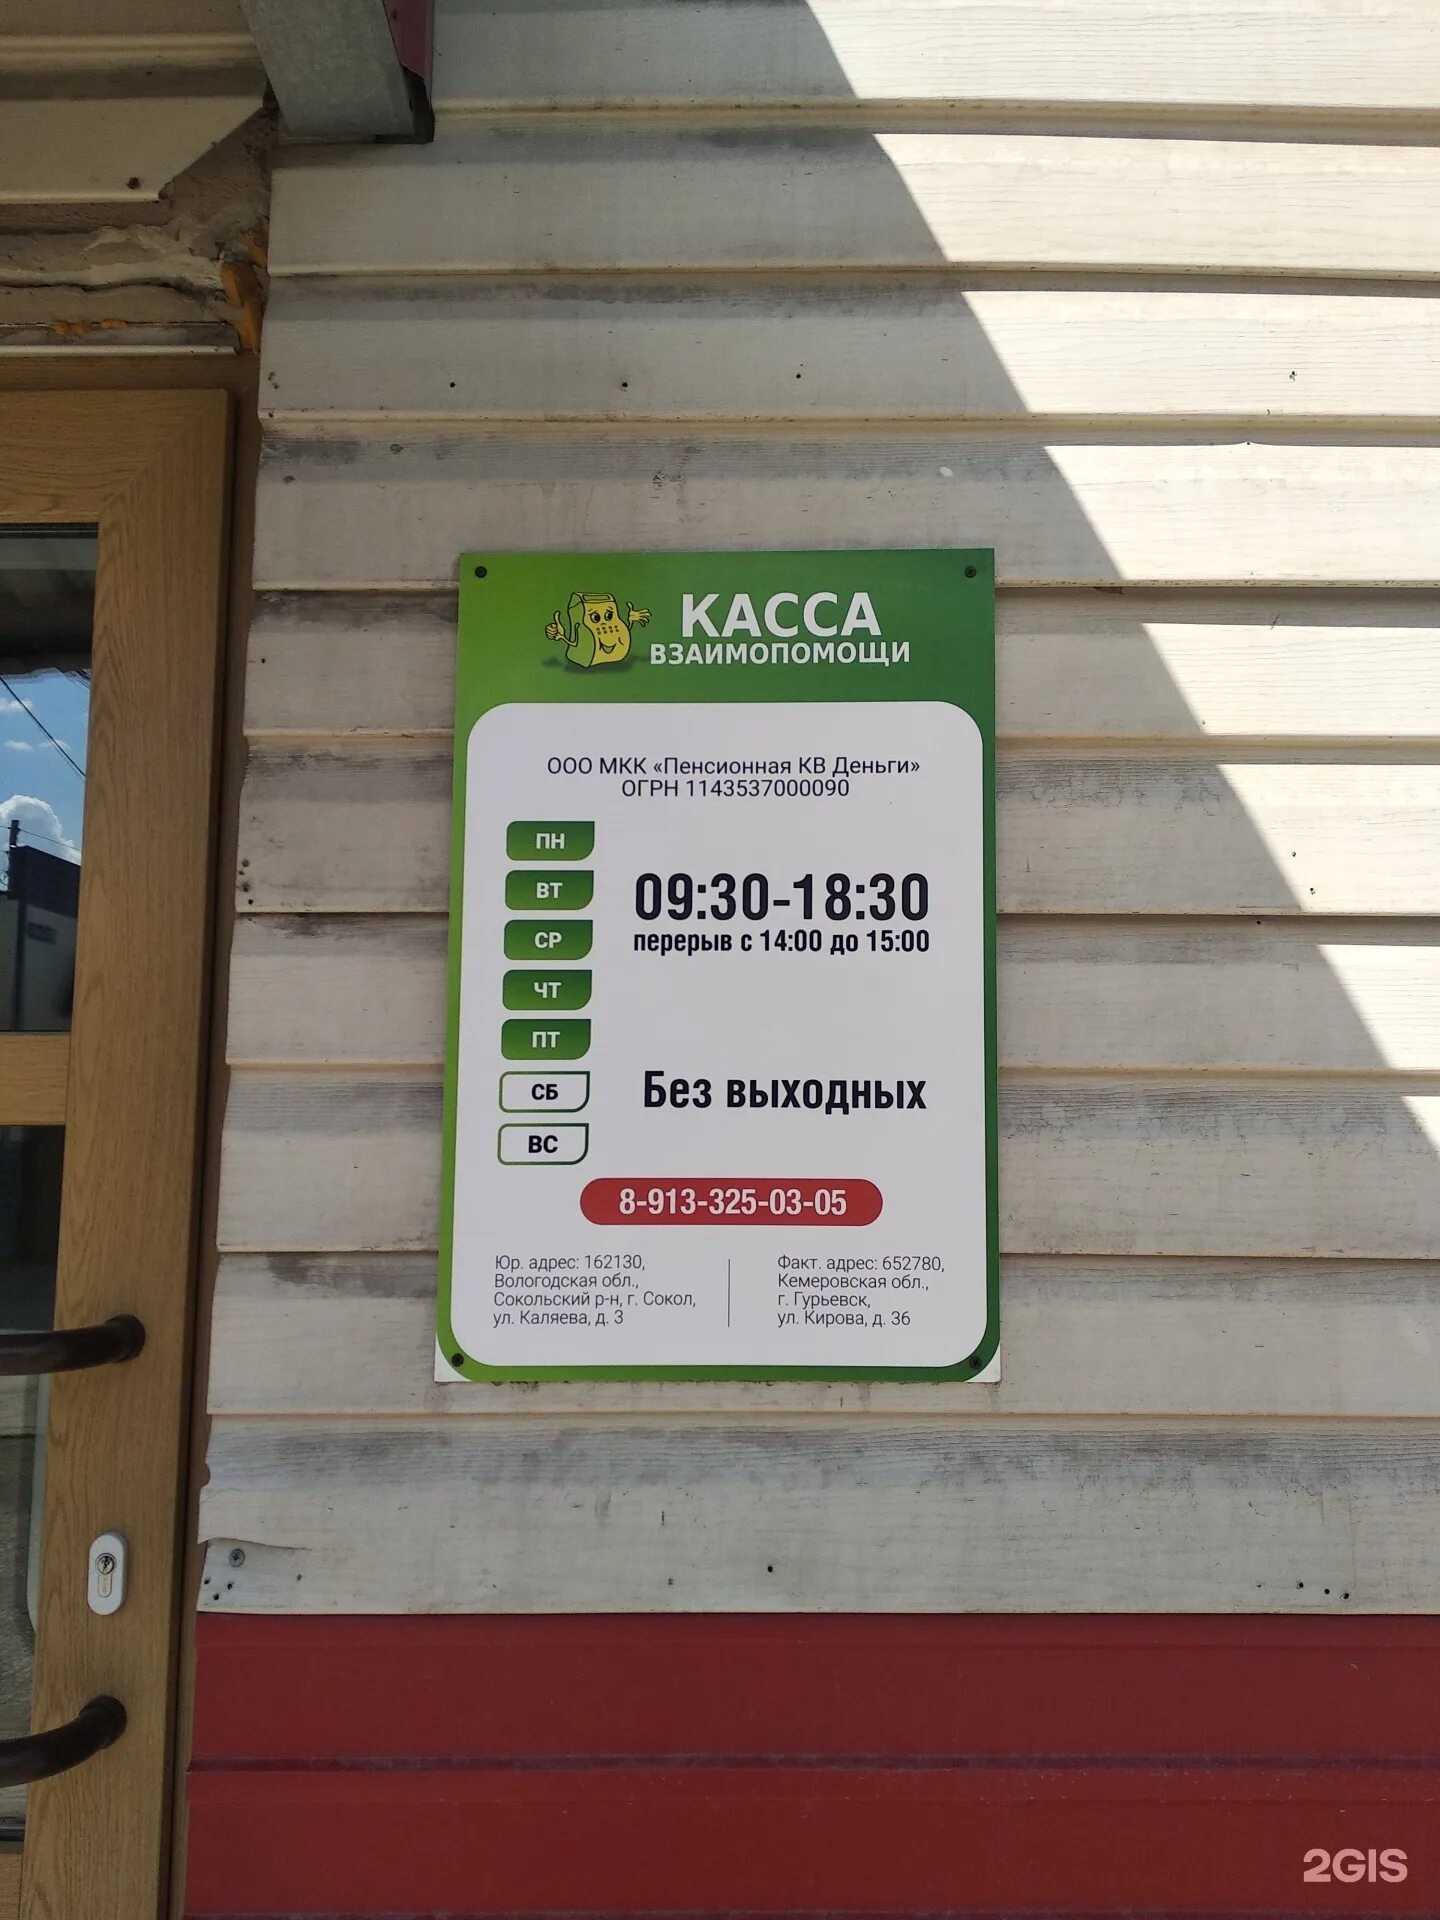 КАССА
ВЗАИМОПОМОЩИ
ООО МКК «Пенсионная КВ Деньги»
ОГРН 1143537000090
ПН
ВТ
СР
ЧТ
ПТ
СБ
ВС
09:30-18:30
перерыв с 14:00 до 15:00
Без выходных
8-913-325-03-05
Юр. адрес: 162130,
Вологодская обл.,
Сокольский р-н, г. Сокол,
ул. Каляева, д. 3
Факт. адрес: 652780,
Кемеровская обл.,
г. Гурьевск,
ул. Кирова, д. 36
2GIS